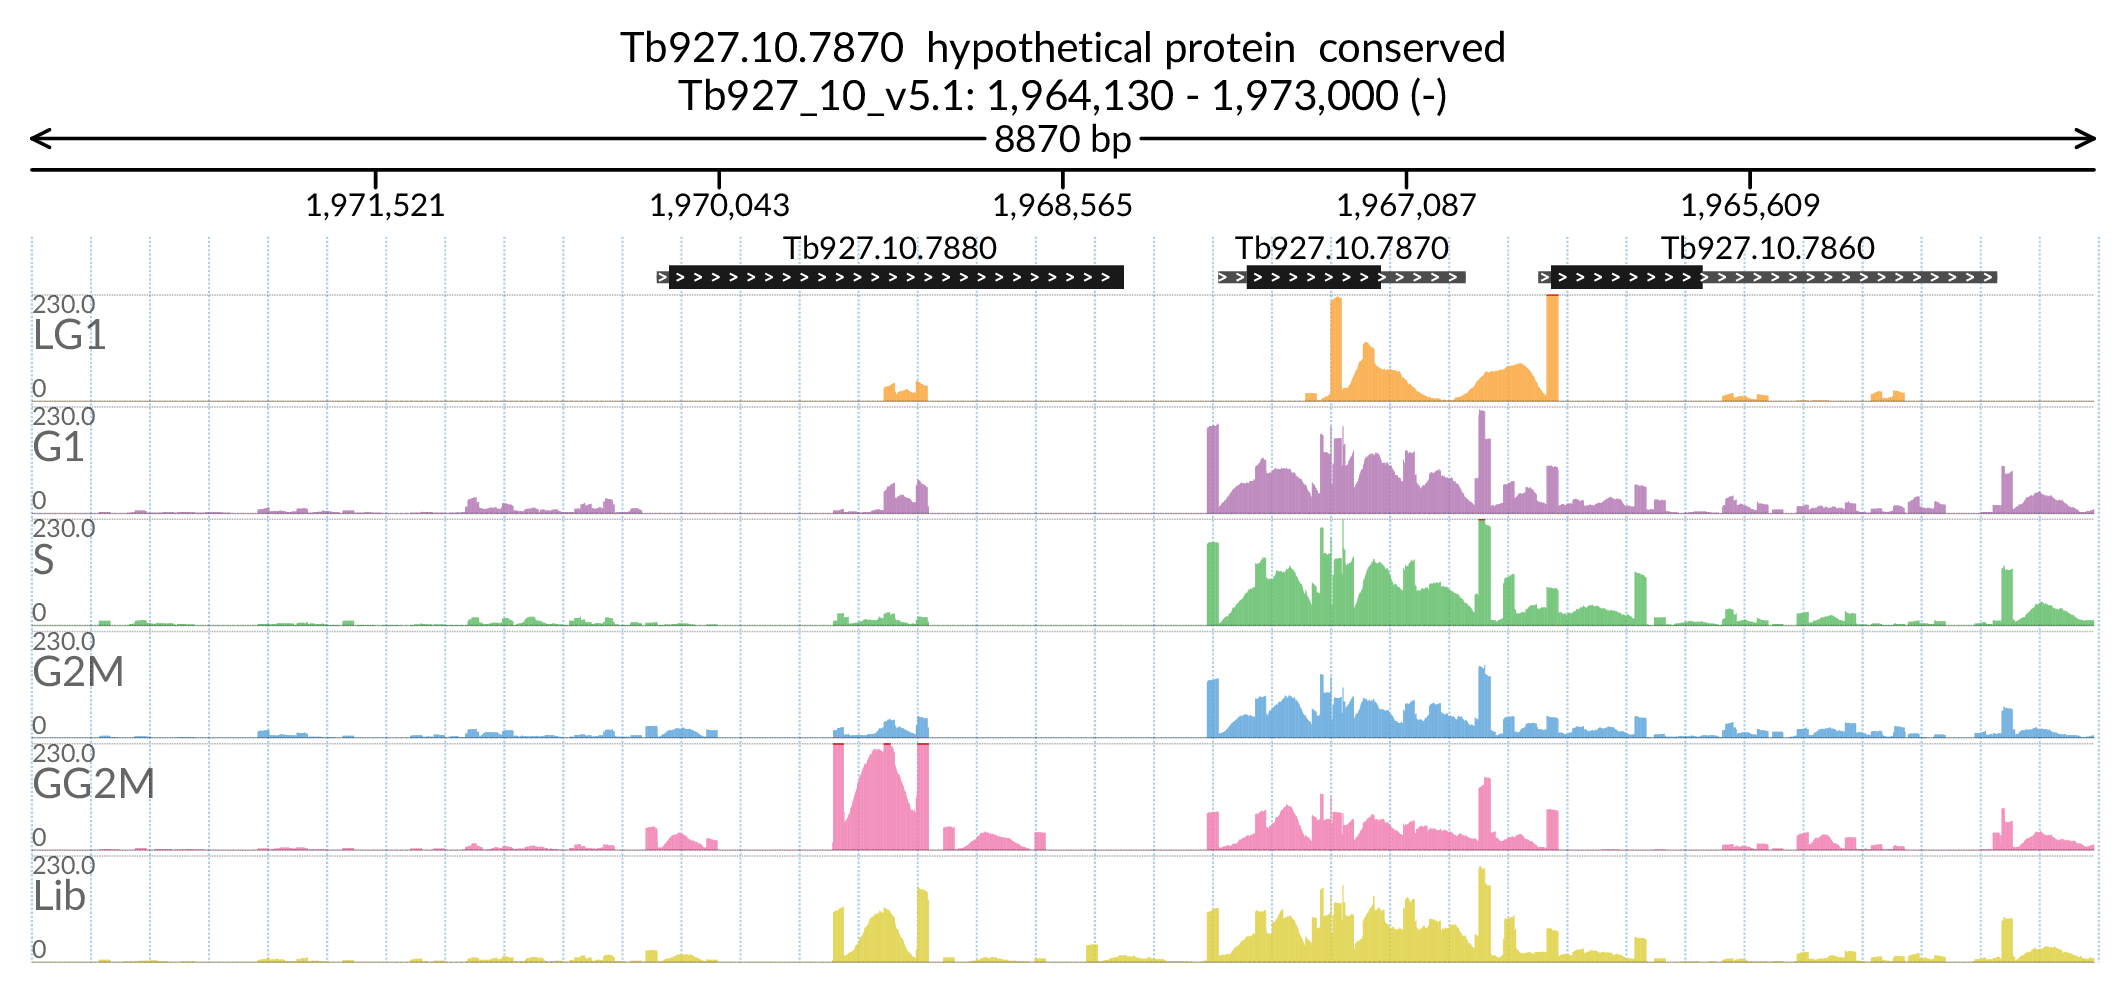 Tb927.10.7870  hypothetical protein  conserved
Tb927_10_v5.1: 1,964,130 - 1,973,000 (-)
8870 bp
1,971,521 1,970,043 1,968,565 1,967,087 1,965,609
Tb927.10.7880 Tb927.10.7870 Tb927.10.7860
230.0
LG1
0
230.0
G1
0
230.0
S
0
230.0
G2M
0
230.0
GG2M
0
230.0
Lib
0